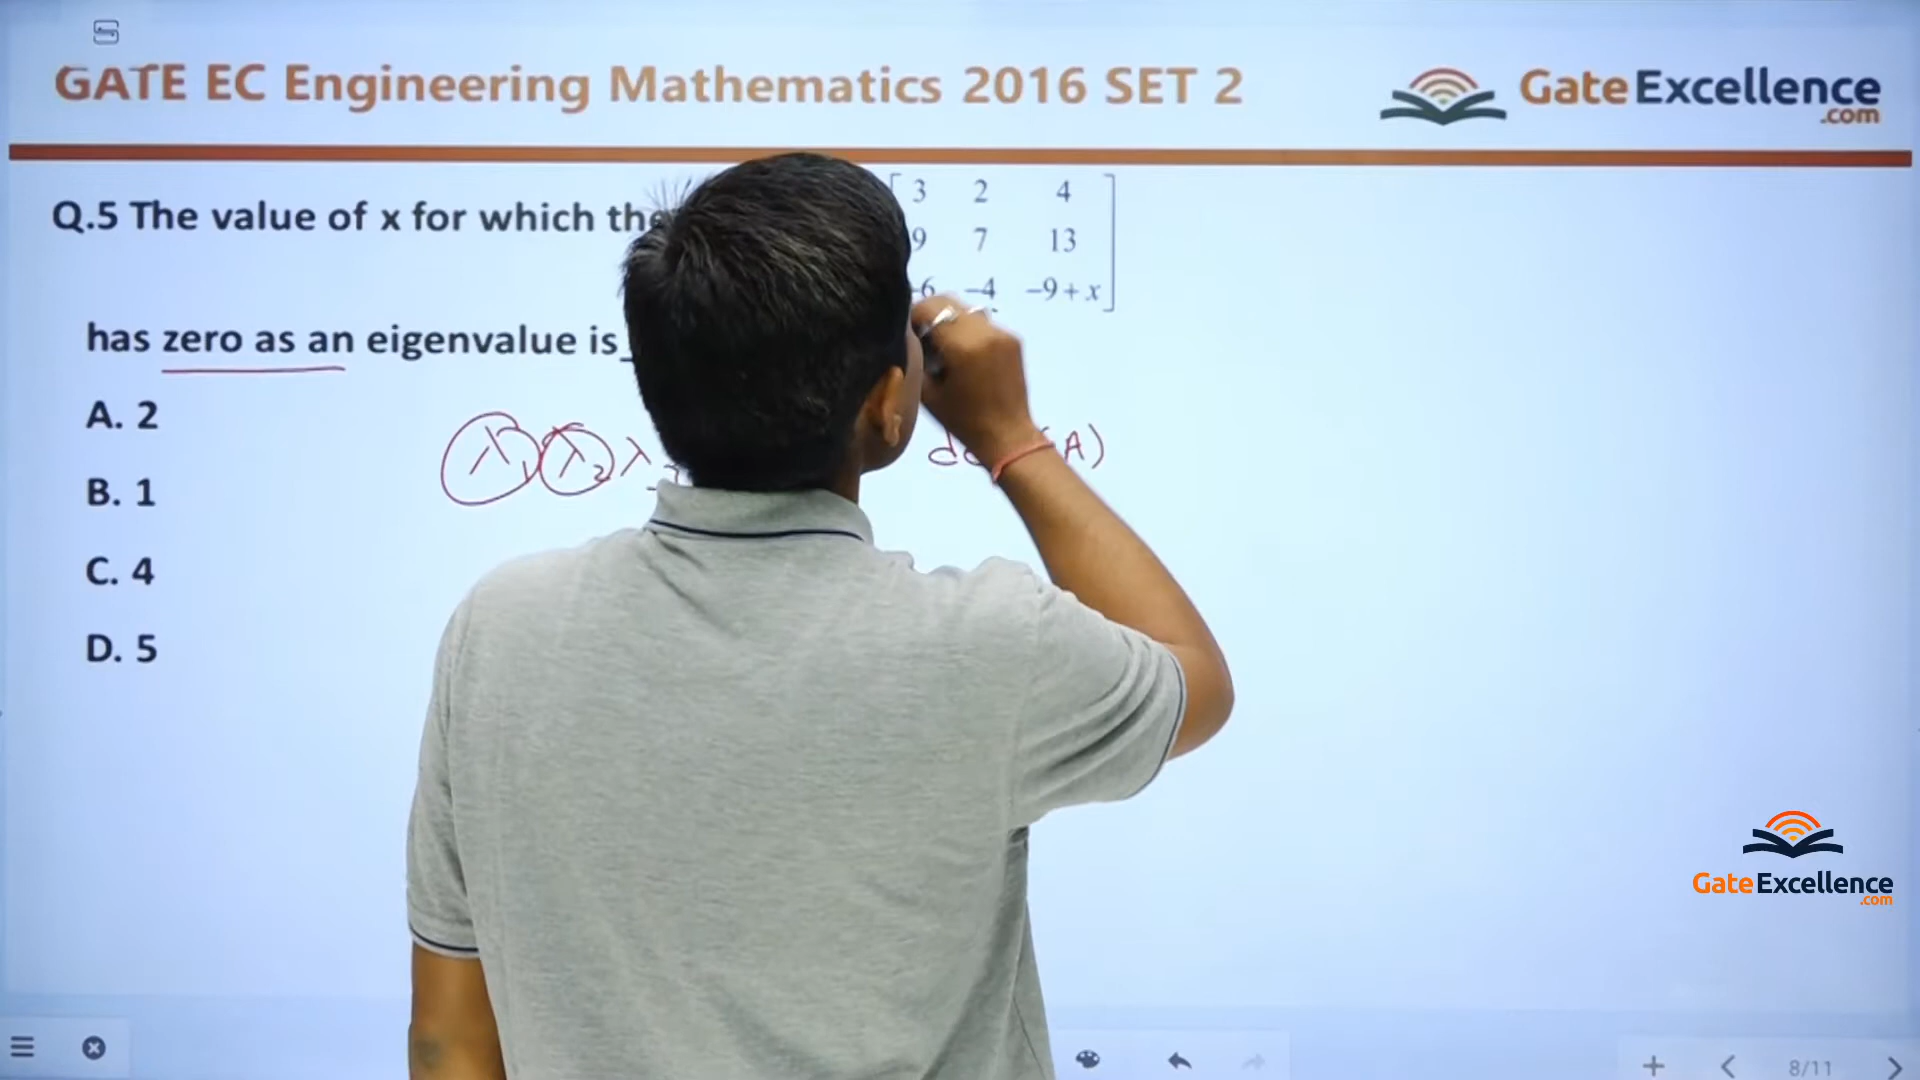 GATE EC Engineering Mathematics 2016 SET 2
GateExcellence
.com
Q.5 The value of x for which the
3 2 4
9 7 13
-6 -4 -9+x
has zero as an eigenvalue is_
A. 2
B. 1
C. 4
D. 5
λ₁ λ₂ λ
A)
GateExcellence
.com
8/11